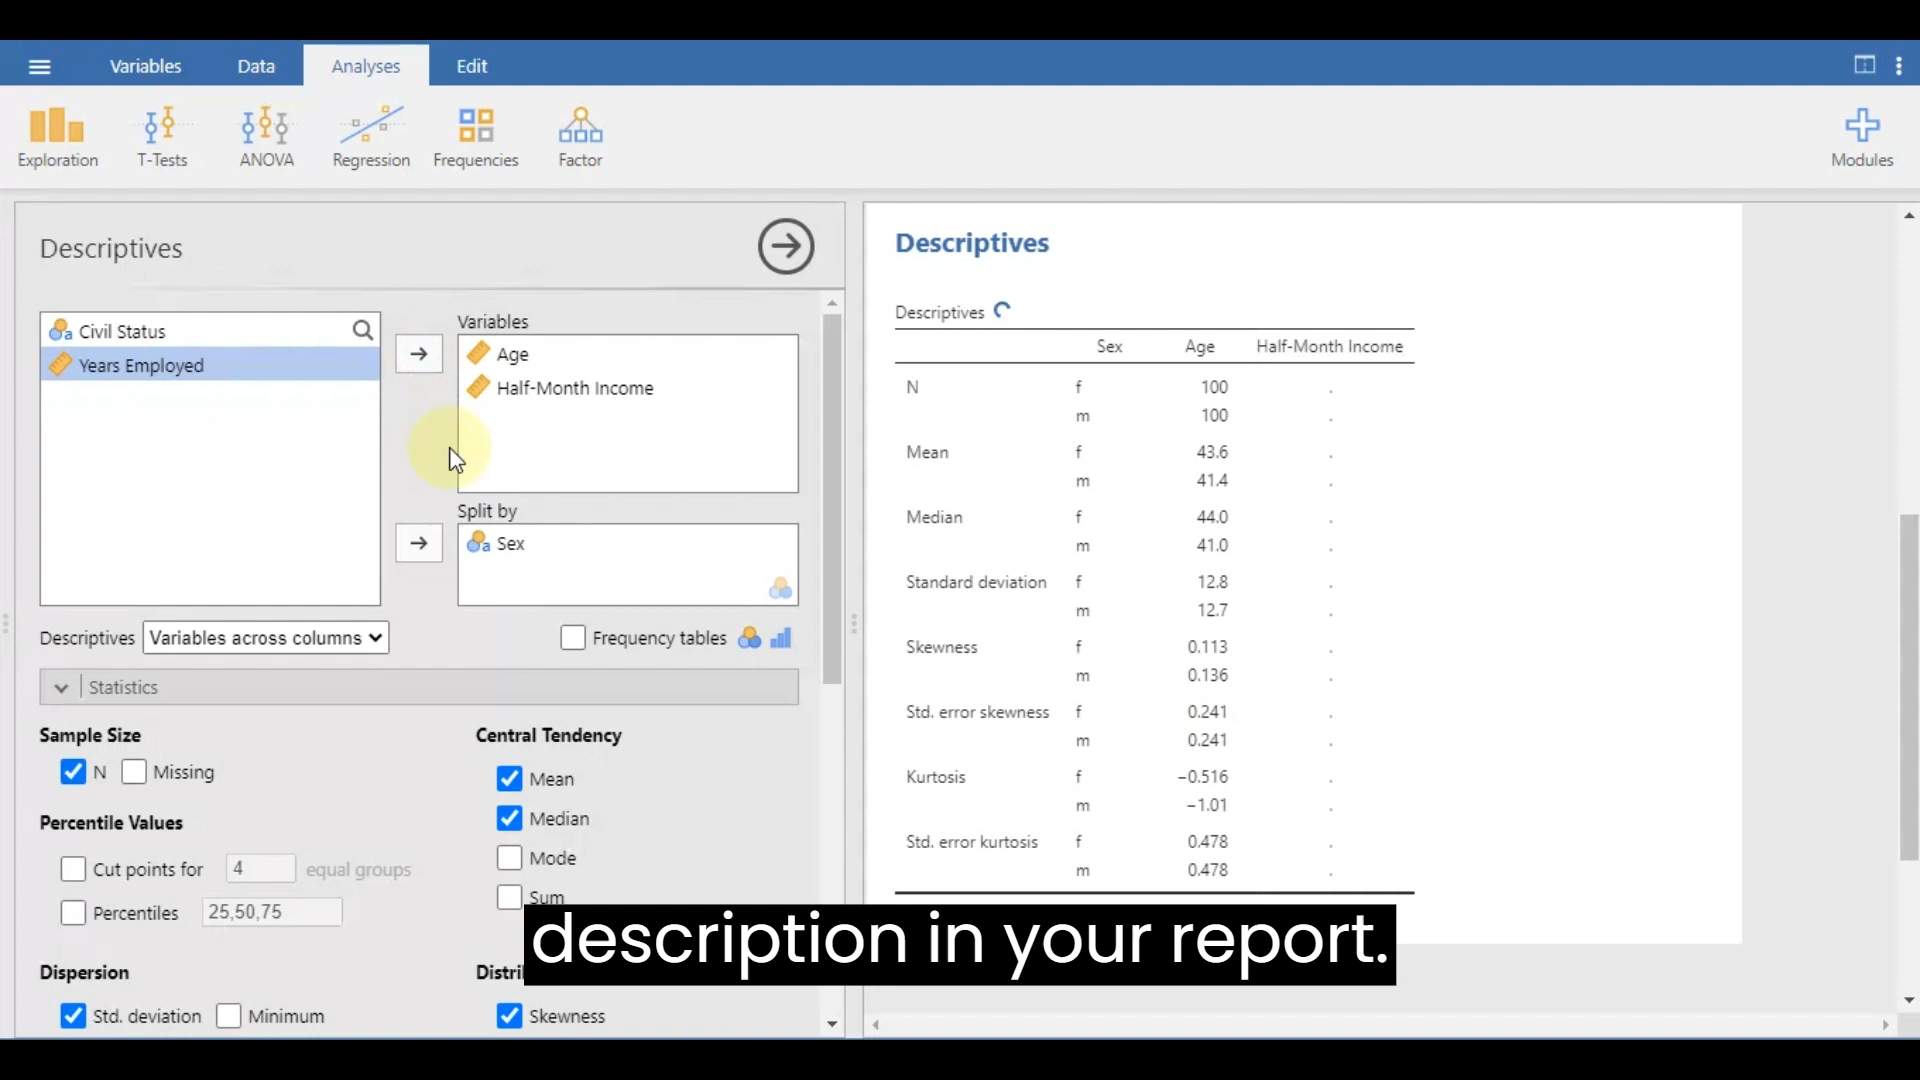 Variables Data Analyses Edit
Exploration T-Tests ANOVA Regression Frequencies Factor Modules
Descriptives
Civil Status
Years Employed
Variables
Age
Half-Month Income
Split by
a Sex
Descriptives Variables across columns Frequency tables
Statistics
Sample Size
N Missing
Percentile Values
Cut points for 4 equal groups
Percentiles 25,50,75
Dispersion
Std. deviation Minimum
Central Tendency
Mean
Median
Mode
Sum
Distri
Skewness
Descriptives
Descriptives
Sex Age Half-Month Income
N f 100 .
m 100 .
Mean f 43.6 .
m 41.4 .
Median f 44.0 .
m 41.0 .
Standard deviation f 12.8 .
m 12.7 .
Skewness f 0.113 .
m 0.136 .
Std. error skewness f 0.241 .
m 0.241 .
Kurtosis f −0.516 .
m −1.01 .
Std. error kurtosis f 0.478 .
m 0.478 .
description in your report.